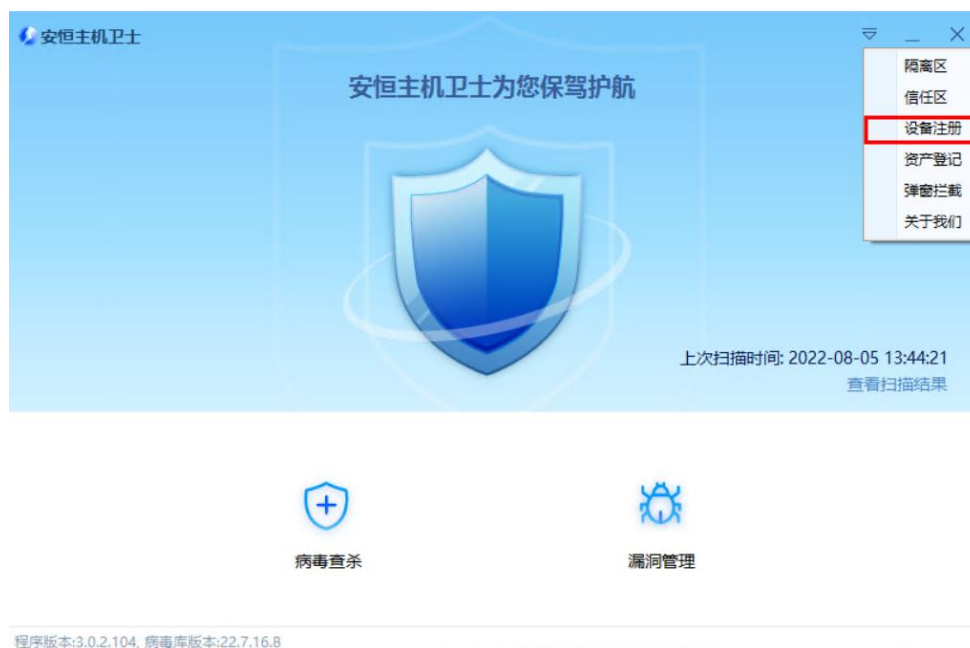 安恒主机卫士
安恒主机卫士为您保驾护航
隔离区
信任区
设备注册
资产登记
弹窗拦截
关于我们
上次扫描时间: 2022-08-05 13:44:21
查看扫描结果
病毒查杀
漏洞管理
程序版本:3.0.2.104, 病毒库版本:22.7.16.8